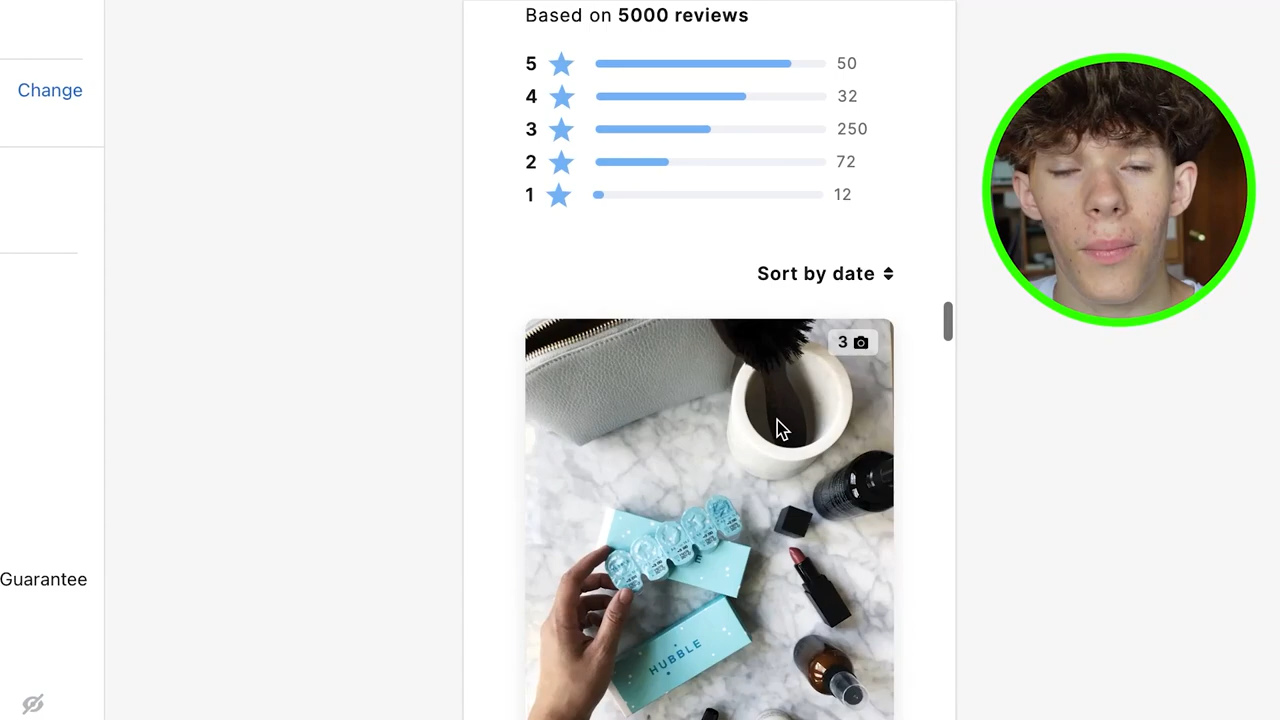 Based on 5000 reviews
5 50
Change
4 32
3 250
2 72
1 12
Sort by date
3
Guarantee
HUBBLE